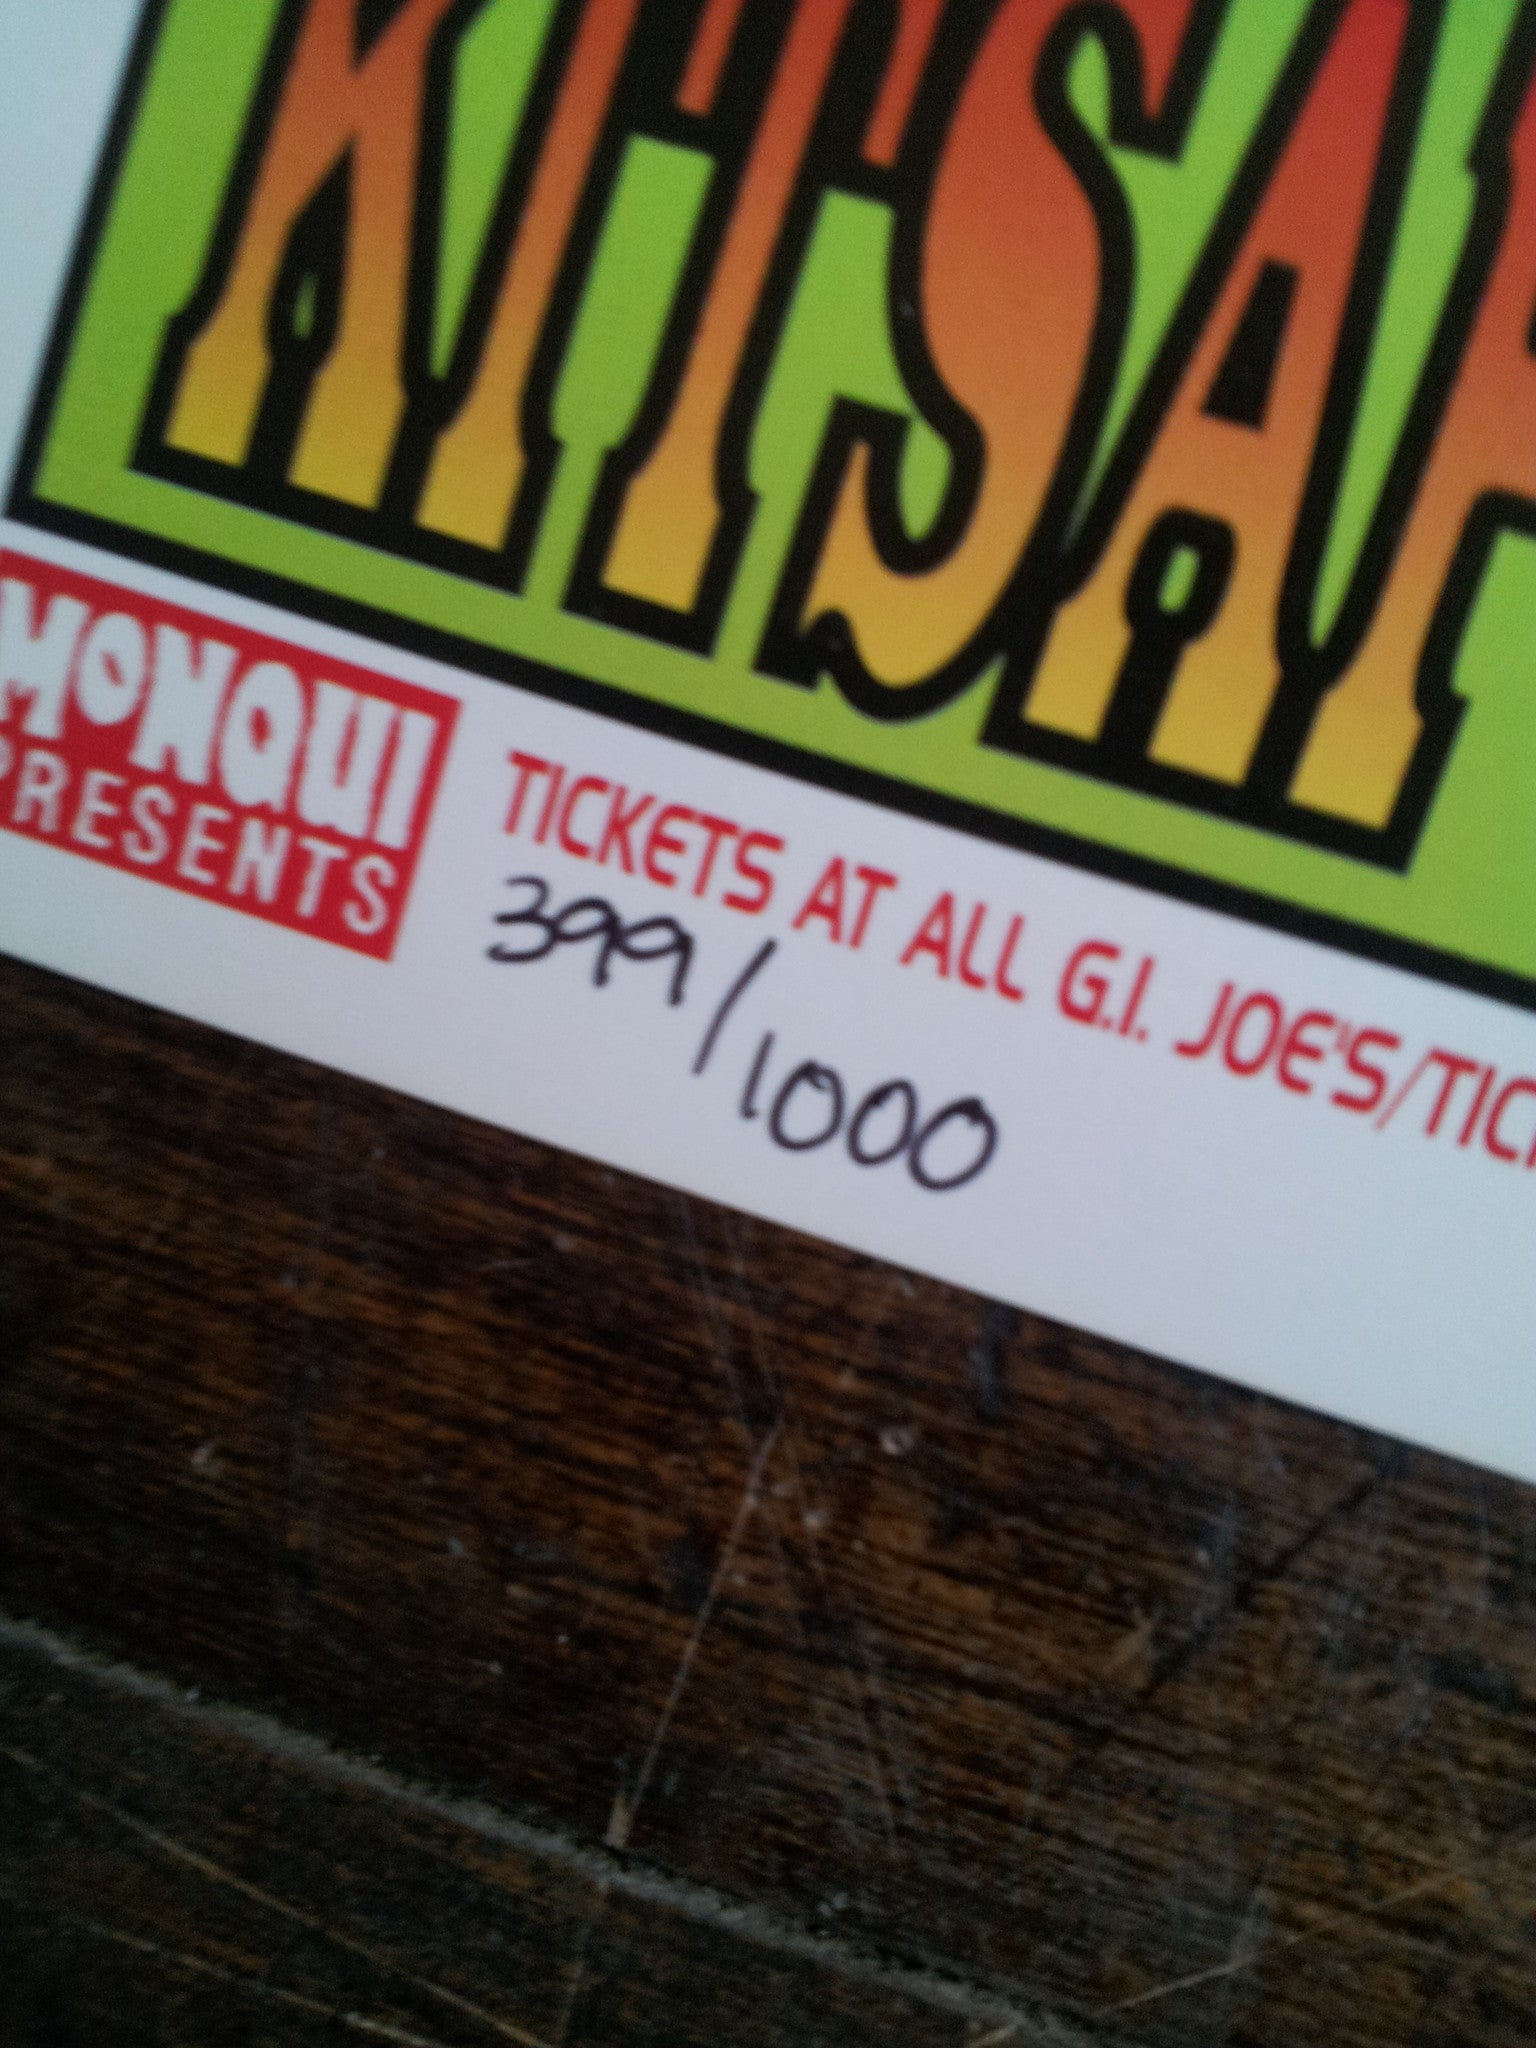 MONQUI
PRESENTS
TICKETS AT ALL G.I. JOE'S/TIC
399/1000